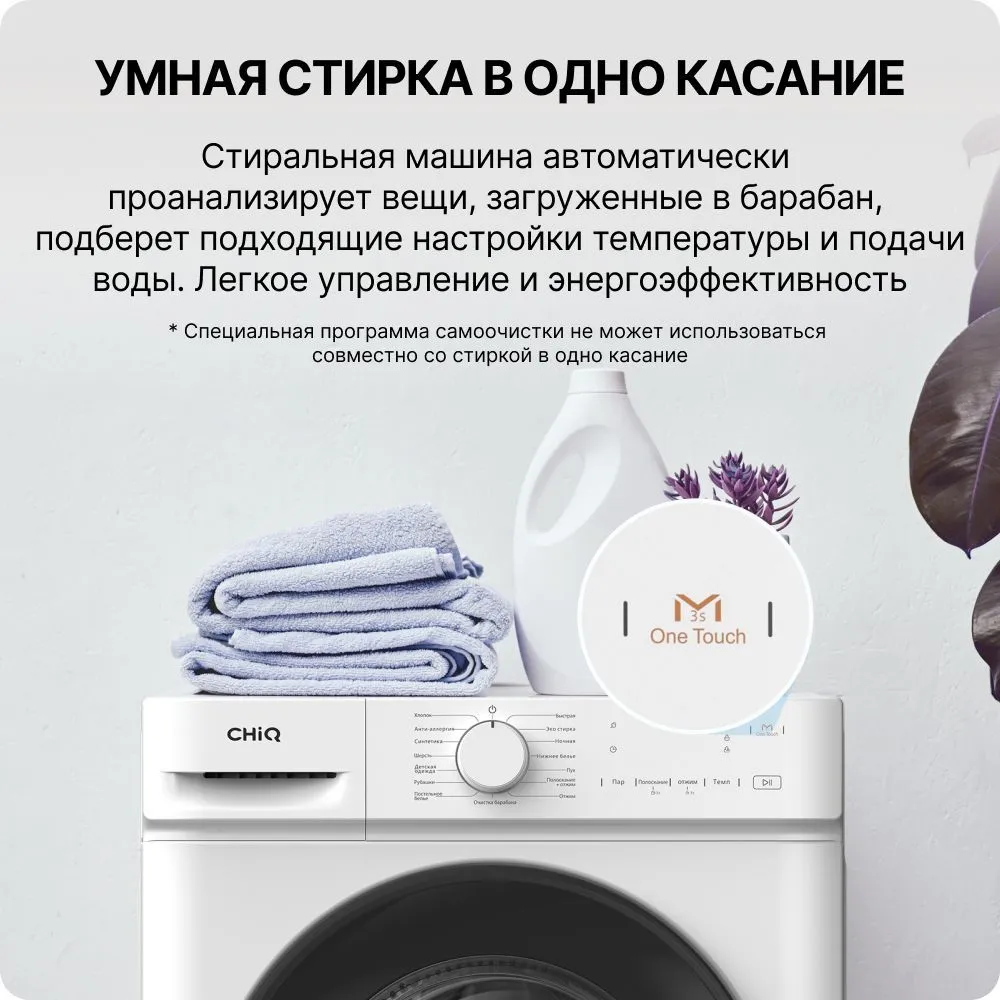 УМНАЯ СТИРКА В ОДНО КАСАНИЕ
Стиральная машина автоматически
проанализирует вещи, загруженные в барабан,
подберет подходящие настройки температуры и подачи
воды. Легкое управление и энергоэффективность
* Специальная программа самоочистки не может использоваться
совместно со стиркой в одно касание
M
3s
One Touch
CHiQ
Хлопок
Анти-аллергия
Синтетика
Шерсть
Детская
одежда
Рубашки
Постельное
белье
Очистка барабана
Быстрая
Эко стирка
Ночная
Нижнее белье
Пух
Полоскание
+ отжим
Отжим
Пар
Полоскание
отжим
Темп
One Touch